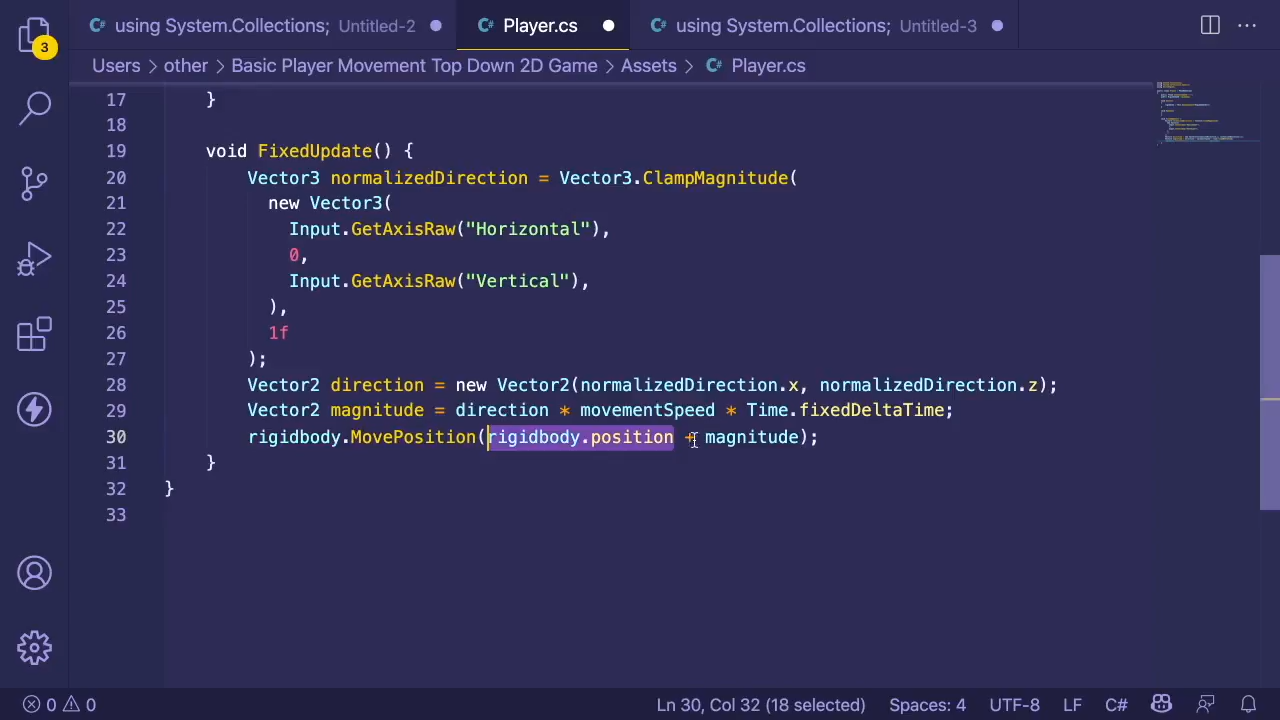 using System.Collections; Untitled-2
Player.cs
using System.Collections; Untitled-3
3
Users > other > Basic Player Movement Top Down 2D Game > Assets > Player.cs
17 }
18
19 void FixedUpdate() {
20 Vector3 normalizedDirection = Vector3.ClampMagnitude(
21 new Vector3(
22 Input.GetAxisRaw("Horizontal"),
23 0,
24 Input.GetAxisRaw("Vertical"),
25 ),
26 1f
27 );
28 Vector2 direction = new Vector2(normalizedDirection.x, normalizedDirection.z);
29 Vector2 magnitude = direction * movementSpeed * Time.fixedDeltaTime;
30 rigidbody.MovePosition(rigidbody.position + magnitude);
31 }
32 }
33
0 0 Ln 30, Col 32 (18 selected) Spaces: 4 UTF-8 LF C#